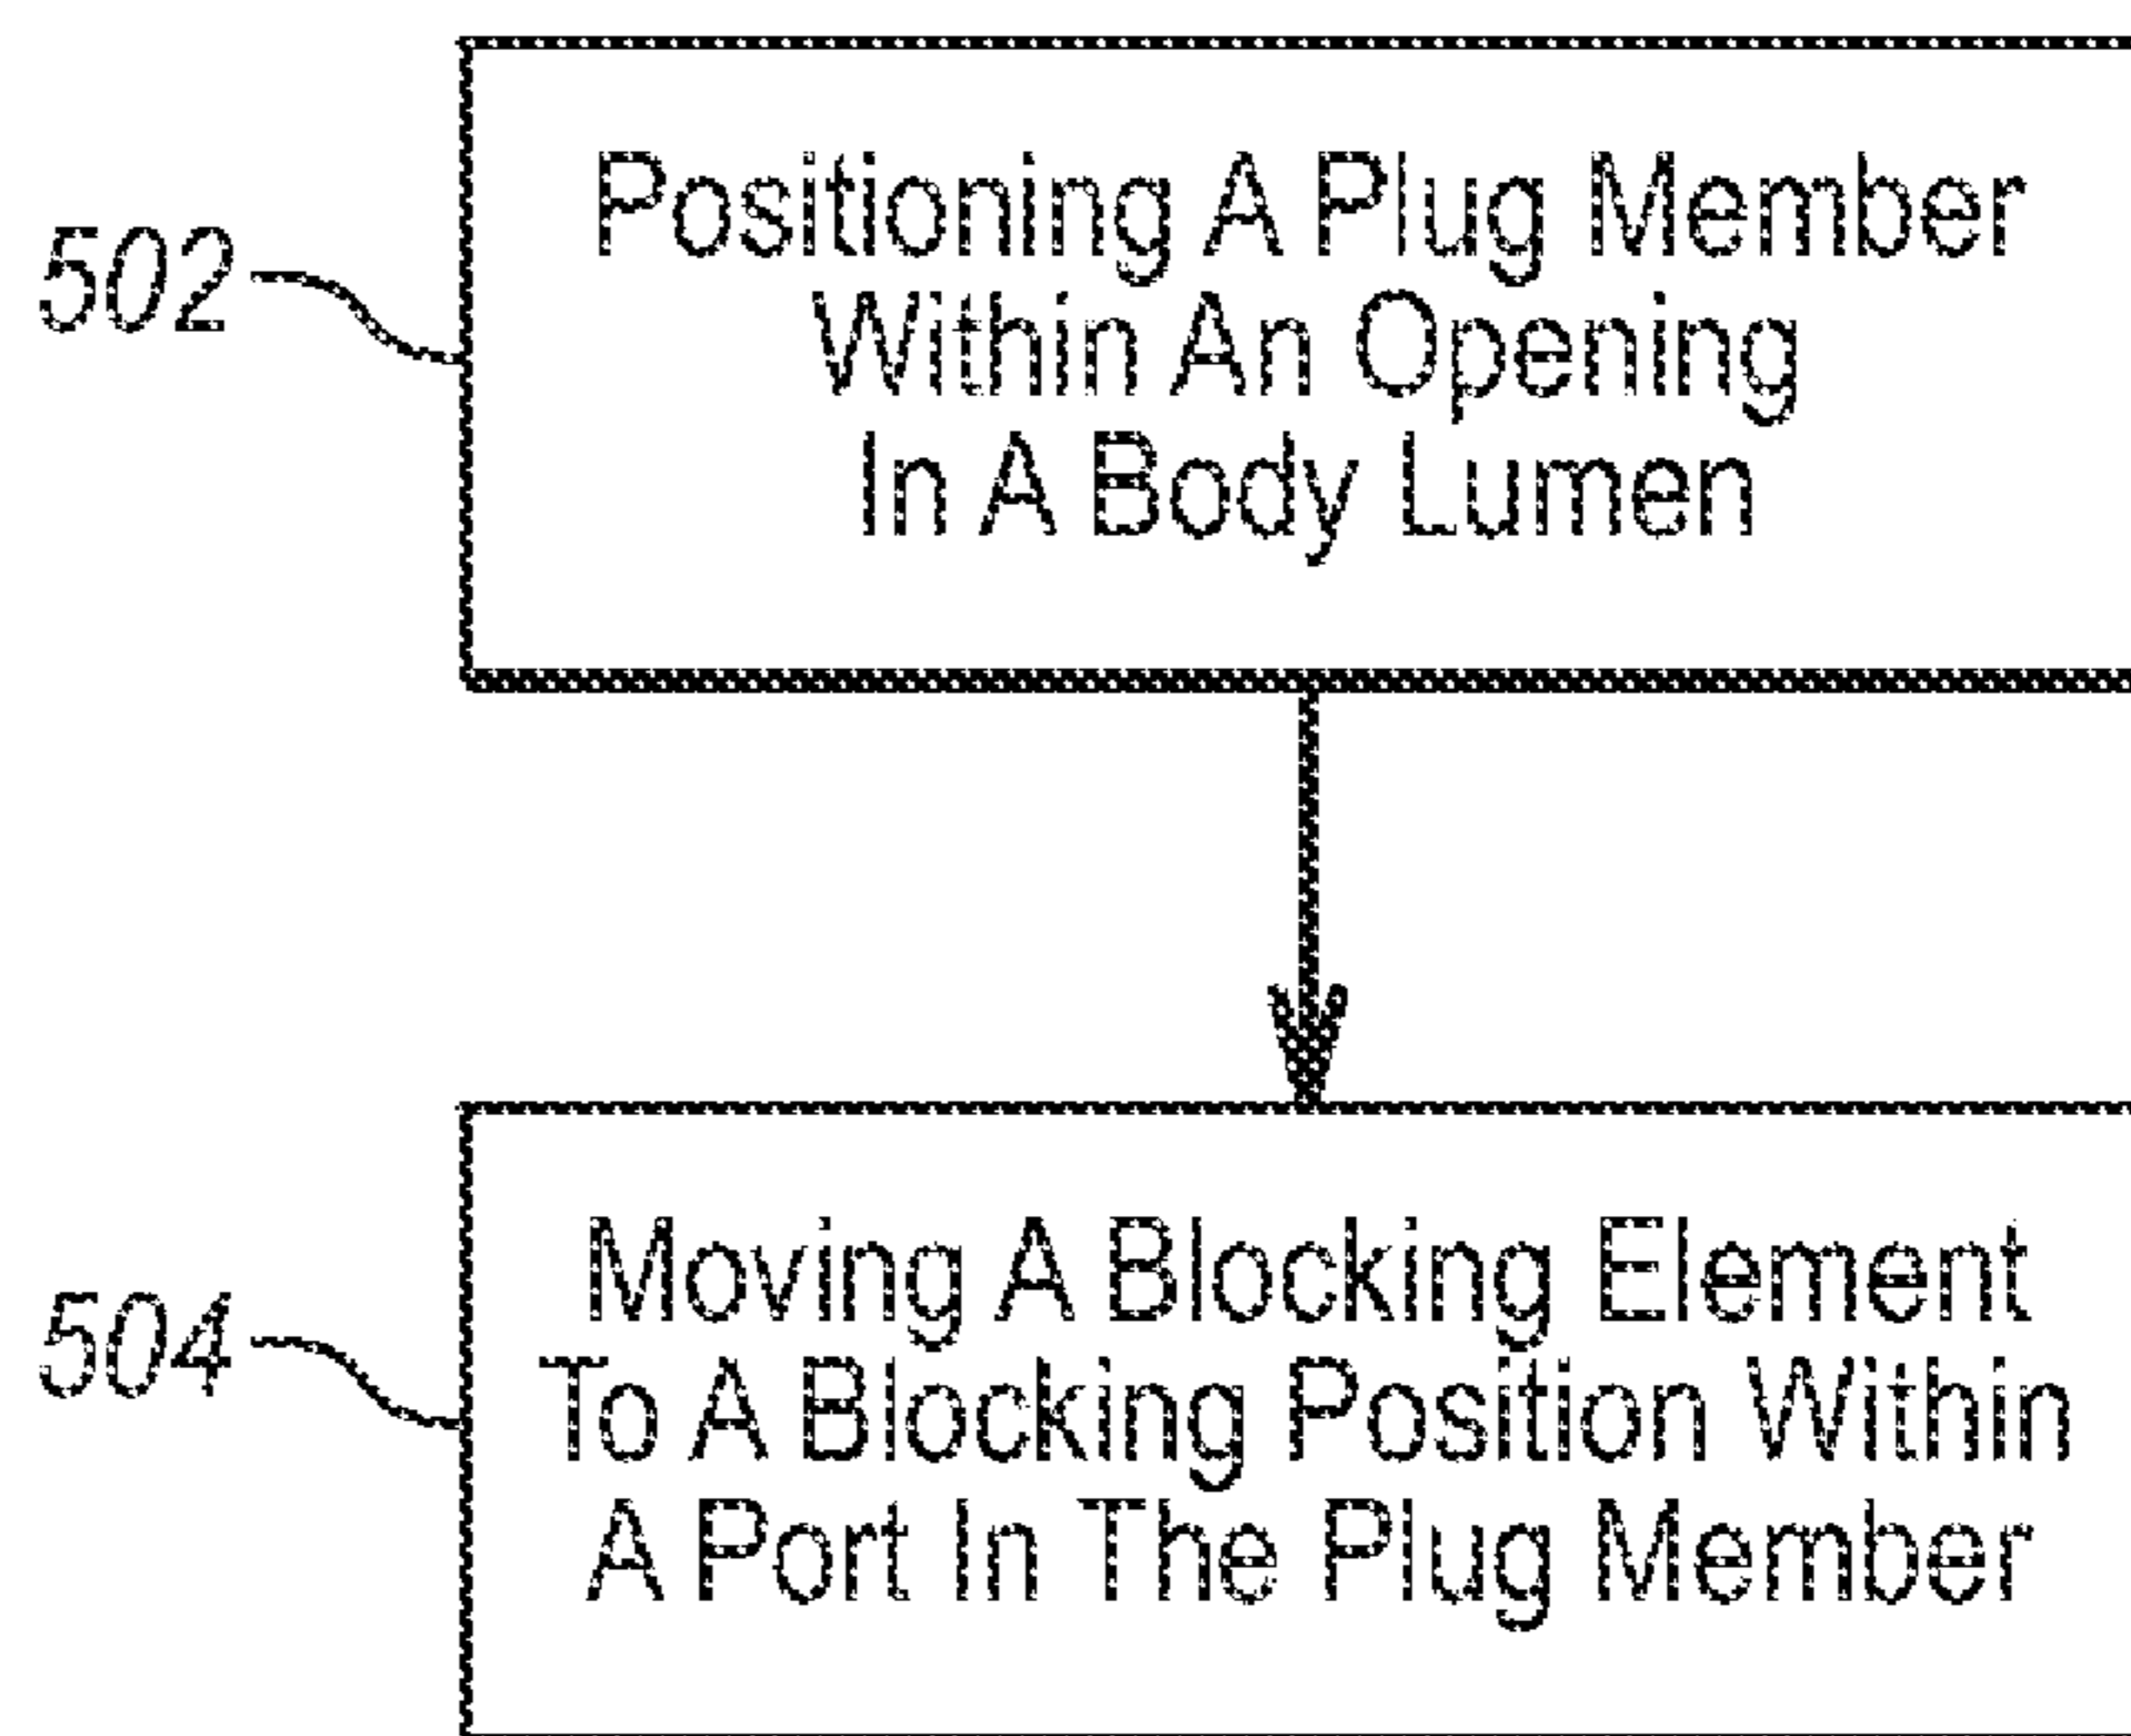 502
Positioning A Plug Member
Within An Opening
In A Body Lumen
504
Moving A Blocking Element
To A Blocking Position Within
A Port In The Plug Member